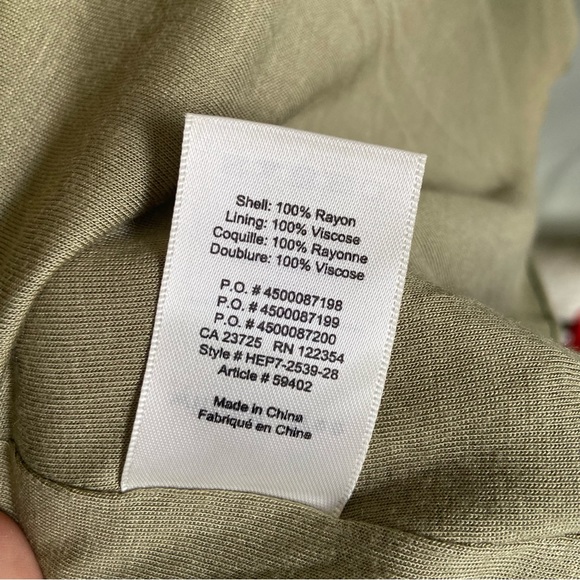 Shell: 100% Rayon
Lining: 100% Viscose
Coquille: 100% Rayonne
Doublure: 100% Viscose
P.O. # 4500087198
P.O. # 4500087199
P.O. # 4500087200
CA 23725 RN 122354
Style # HEP7-2539-28
Article # 59402
Made in China
Fabriqué en China